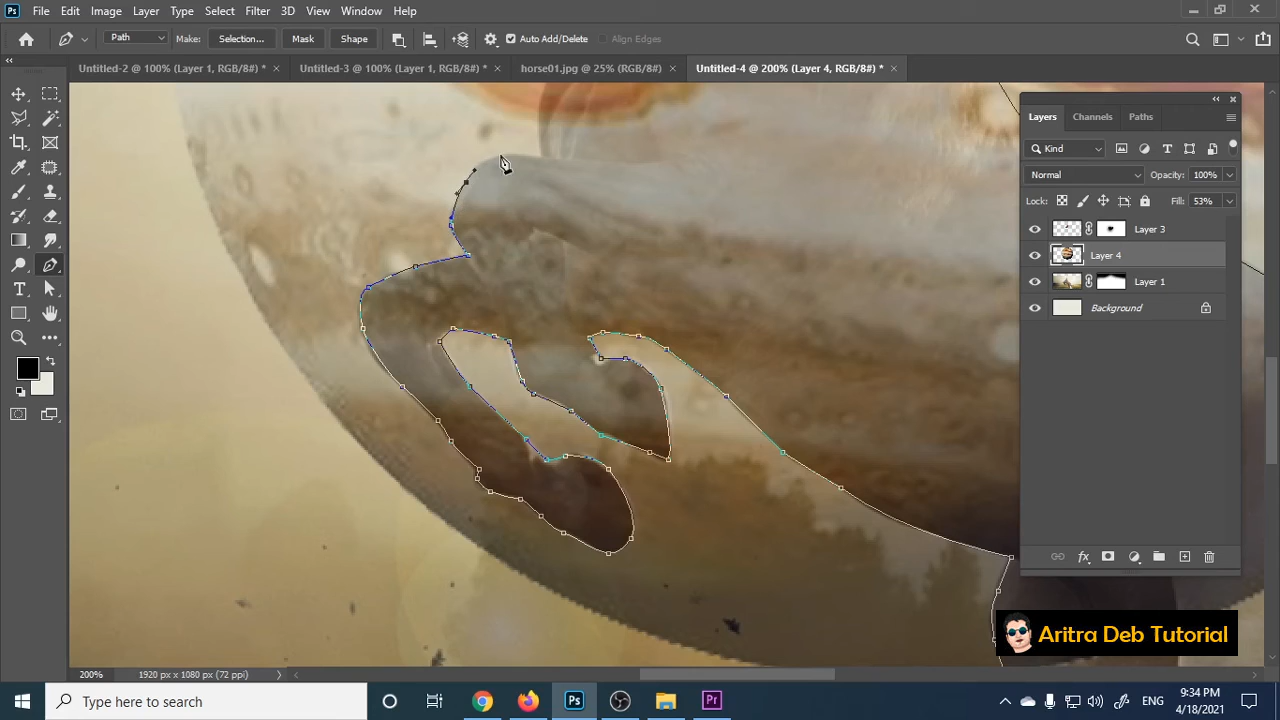 Ps File Edit Image Layer Type Select Filter 3D View Window Help
Path Make: Selection... Mask Shape Auto Add/Delete Align Edges
Untitled-2 @ 100% (Layer 1, RGB/8#) * Untitled-3 @ 100% (Layer 1, RGB/8#) * horse01.jpg @ 25% (RGB/8#) Untitled-4 @ 200% (Layer 4, RGB/8#) *
Layers Channels Paths
Kind
Normal Opacity: 100%
Lock: Fill: 53%
Layer 3
Layer 4
Layer 1
Background
fx
Aritra Deb Tutorial
200% 1920 px x 1080 px (72 ppi)
Type here to search Ps Pr ENG 9:34 PM
4/18/2021